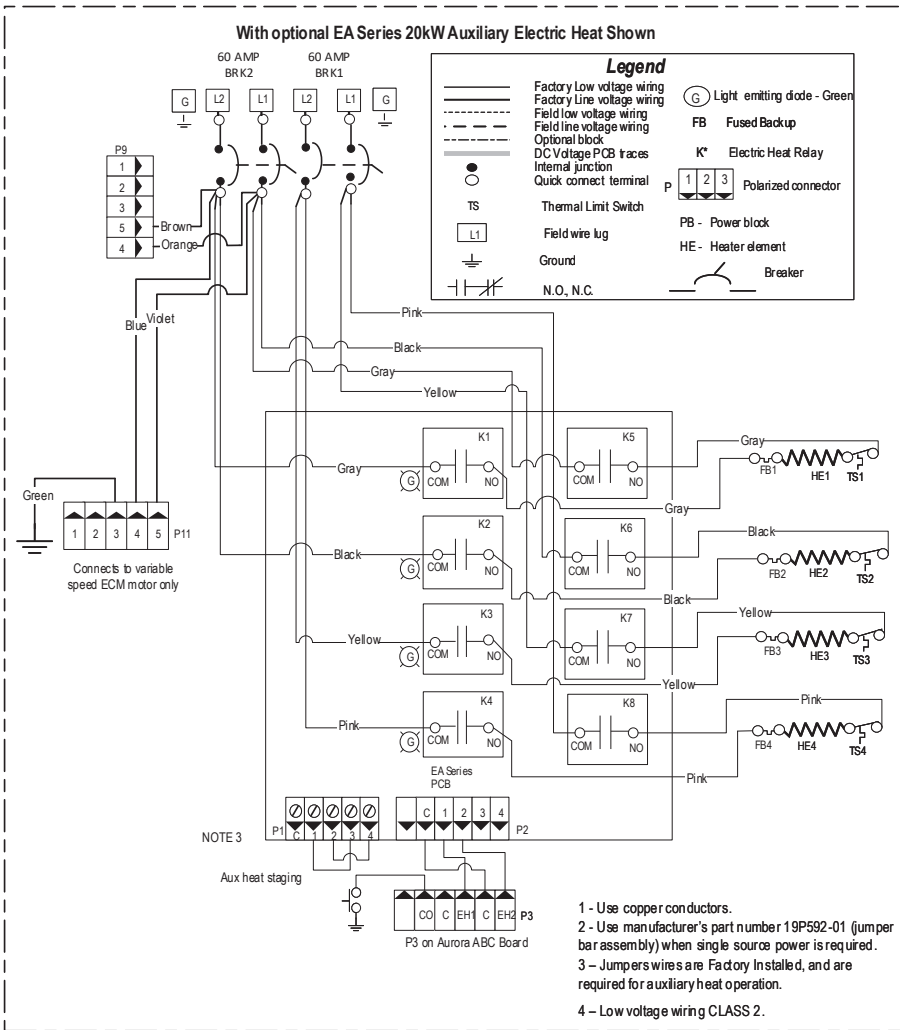 With optional EA Series 20kW Auxiliary Electric Heat Shown
60 AMP
BRK2
60 AMP
BRK1
G
L2
L1
L2
L1
G
Legend
Factory Low voltage wiring
Factory Line voltage wiring
Field low voltage wiring
Field line voltage wiring
Optional block
DC Voltage PCB traces
Internal junction
Quick connect terminal
TS Thermal Limit Switch
L1 Field wire lug
Ground
N.O., N.C.
G Light emitting diode - Green
FB Fused Backup
K* Electric Heat Relay
P 1 2 3 Polarized connector
PB - Power block
HE - Heater element
Breaker
P9
1
2
3
5
4
Brown
Orange
Blue
Violet
Pink
Black
Gray
Yellow
Green
1 2 3 4 5 P11
Connects to variable
speed ECM motor only
Gray
G
K1
COM
NO
K5
COM
NO
Gray
Gray
FB1
HE1
TS1
Black
G
K2
COM
NO
K6
COM
NO
Black
Black
FB2
HE2
TS2
Yellow
G
K3
COM
NO
K7
COM
NO
Yellow
Yellow
FB3
HE3
TS3
Pink
G
K4
COM
NO
K8
COM
NO
Pink
Pink
FB4
HE4
TS4
EA Series
PCB
NOTE 3
P1
C 1 2 3 4
C 1 2 3 4
P2
Aux heat staging
CO C EH1 C EH2 P3
P3 on Aurora ABC Board
1 - Use copper conductors.
2 - Use manufacturer's part number 19P592-01 (jumper
bar assembly) when single source power is required.
3 – Jumpers wires are Factory Installed, and are
required for auxiliary heat operation.
4 – Low voltage wiring CLASS 2.